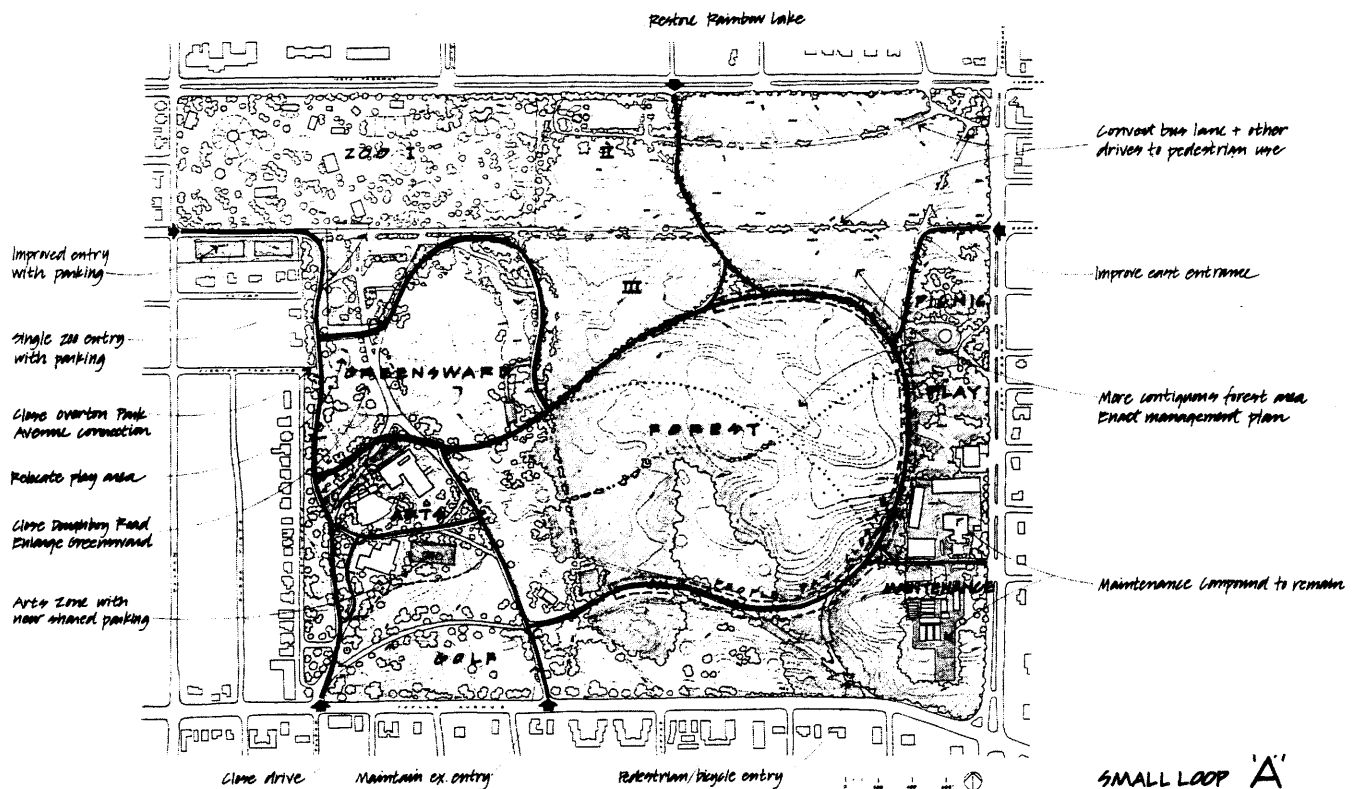 Restore Rainbow Lake
Convert bus lane + other
drives to pedestrian use
ZOO I
II
III
Improved entry
with parking
Improve east entrance
PICNIC
Single zoo entry
with parking
GREENSWARD
PLAY
Close Overton Park
Avenue connection
More contiguous forest area
Enact management plan
FOREST
Relocate play area
Close Doughboy Road
Enlarge Greensward
ARTS
Arts Zone with
new shared parking
PEOPLE
MAINTENANCE
Maintenance Compound to remain
GOLF
Close drive
Maintain ex. entry
Pedestrian/bicycle entry
SMALL LOOP 'A'